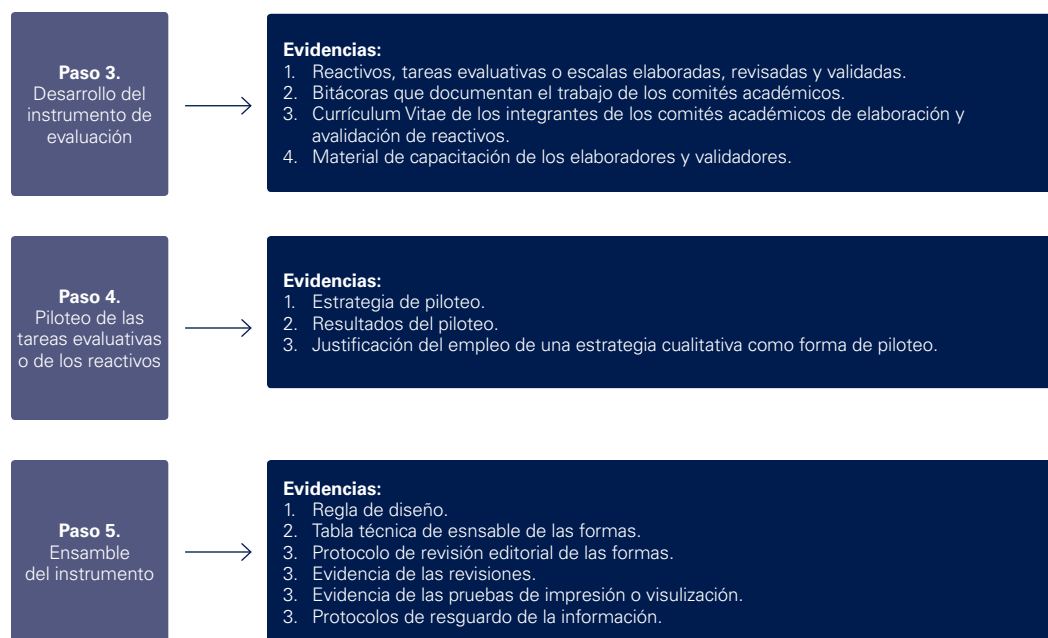 Paso 3.
Desarrollo del
instrumento de
evaluación
Evidencias:
1. Reactivos, tareas evaluativas o escalas elaboradas, revisadas y validadas.
2. Bitácoras que documentan el trabajo de los comités académicos.
3. Currículum Vitae de los integrantes de los comités académicos de elaboración y
avalidación de reactivos.
4. Material de capacitación de los elaboradores y validadores.
Paso 4.
Piloteo de las
tareas evaluativas
o de los reactivos
Evidencias:
1. Estrategia de piloteo.
2. Resultados del piloteo.
3. Justificación del empleo de una estrategia cualitativa como forma de piloteo.
Paso 5.
Ensamble
del instrumento
Evidencias:
1. Regla de diseño.
2. Tabla técnica de esnsable de las formas.
3. Protocolo de revisión editorial de las formas.
3. Evidencia de las revisiones.
3. Evidencia de las pruebas de impresión o visulización.
3. Protocolos de resguardo de la información.